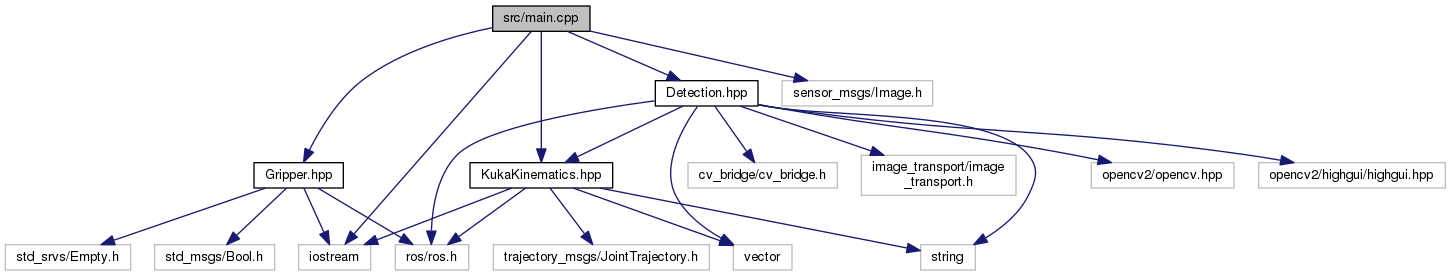 src/main.cpp
Detection.hpp
sensor_msgs/Image.h
Gripper.hpp
KukaKinematics.hpp
cv_bridge/cv_bridge.h
image_transport/image
_transport.h
opencv2/opencv.hpp
opencv2/highgui/highgui.hpp
std_srvs/Empty.h
std_msgs/Bool.h
iostream
ros/ros.h
trajectory_msgs/JointTrajectory.h
vector
string